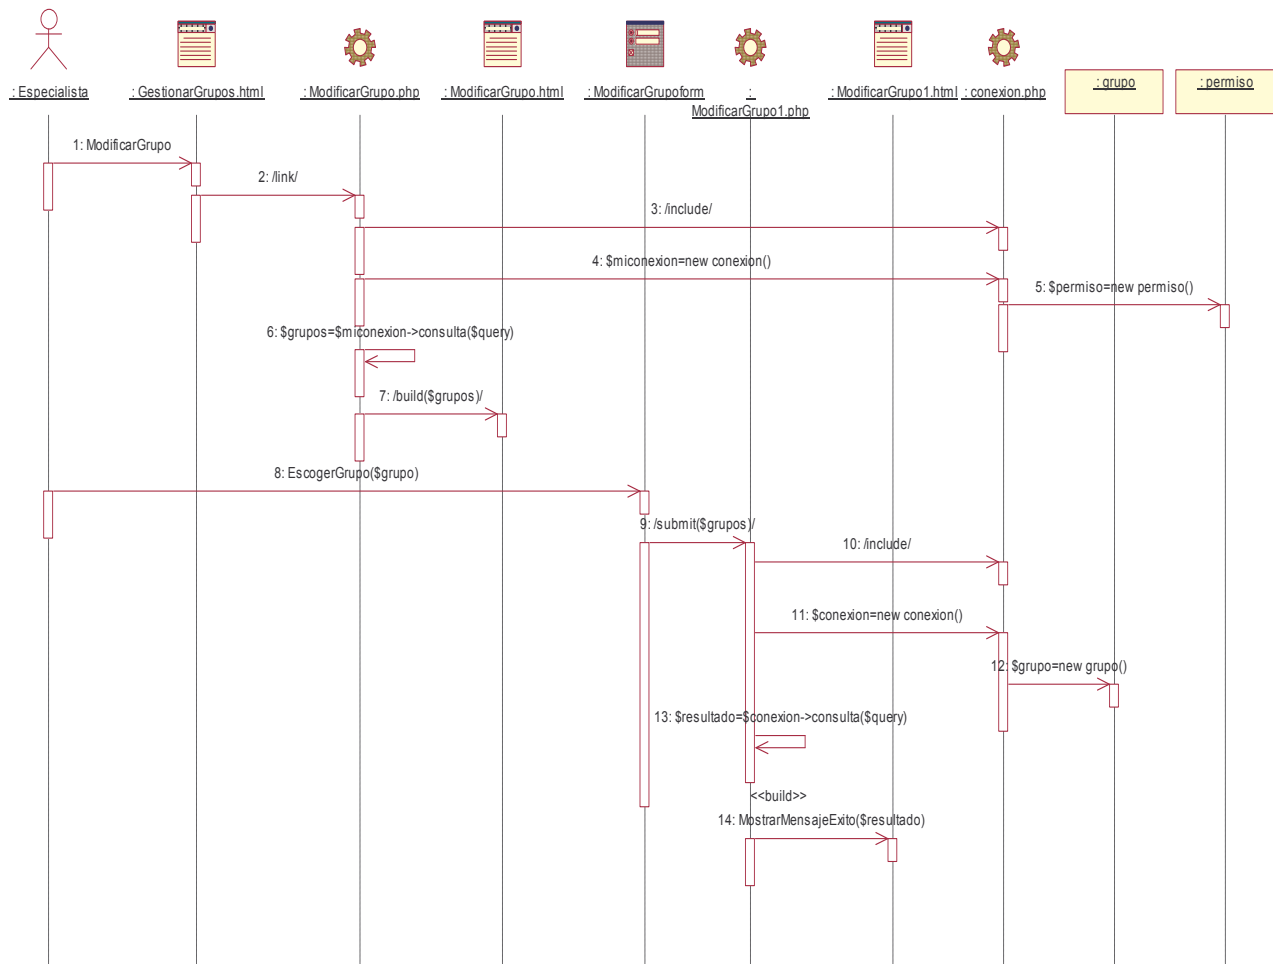 : Especialista
: GestionarGrupos.html
: ModificarGrupo.php
: ModificarGrupo.html
: ModificarGrupoform
:
ModificarGrupo1.php
: ModificarGrupo1.html
: conexion.php
: grupo
: permiso
1: ModificarGrupo
2: /link/
3: /include/
4: $miconexion=new conexion()
5: $permiso=new permiso()
6: $grupos=$miconexion->consulta($query)
7: /build($grupos)/
8: EscogerGrupo($grupo)
9: /submit($grupos)/
10: /include/
11: $conexion=new conexion()
12: $grupo=new grupo()
13: $resultado=$conexion->consulta($query)
<<build>>
14: MostrarMensajeExito($resultado)